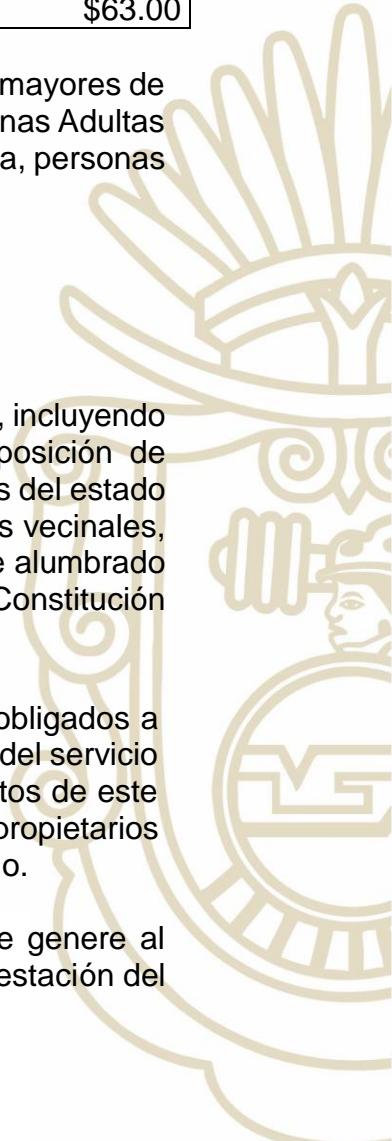 $63.00
mayores de
nas Adultas
a, personas
, incluyendo
posición de
s del estado
s vecinales,
e alumbrado
Constitución
obligados a
del servicio
tos de este
propietarios
o.
e genere al
estación del